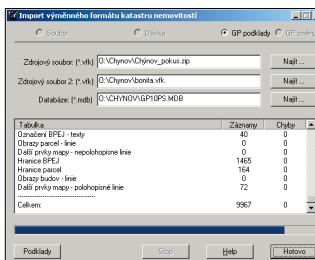 Import výměnného formátu katastru nemovitostí
Soubor Dávka GP podklady GP změny
Zdrojový soubor: (*.vfk) O:\Chynov\Chýnov_pokus.zip Najít ...
Zdrojový soubor 2: (*.vfk) O:\Chynov\bonita.vfk Najít ...
Databáze: (*.mdb) O:\CHYNOV\GP10PS.MDB Najít ...
Tabulka Záznamy Chyby
Označení BPEJ - texty 40 0
Obrazy parcel - linie 0 0
Další prvky mapy - nepolohopisne linie 0 0
Hranice BPEJ 1465 0
Hranice parcel 164 0
Obrazy budov - linie 0 0
Další prvky mapy - polohopisné linie 72 0
Celkem: 9967 0
Podklady Stop Help Hotovo